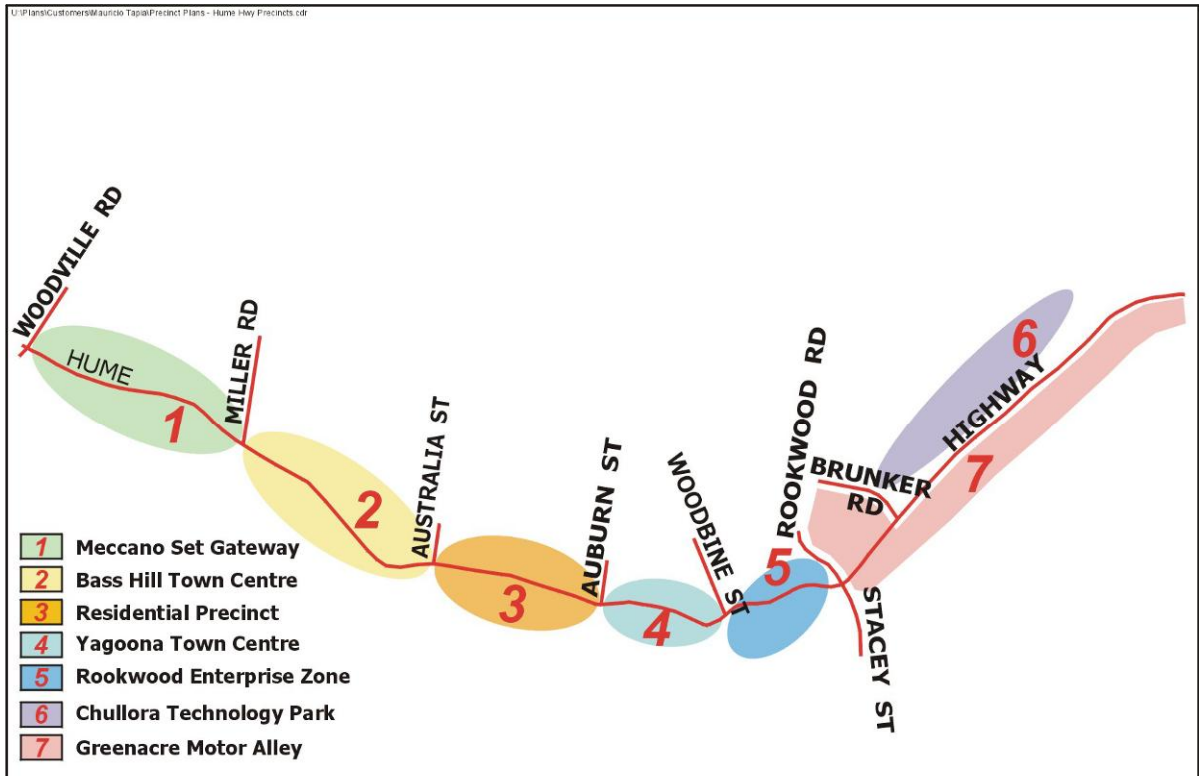 U:\Plans\Customers\Mauricio Tapia\Precinct Plans - Hume Hwy Precincts.cdr
WOODVILLE RD
HUME
1
MILLER RD
2
AUSTRALIA ST
3
AUBURN ST
4
WOODBINE ST
5
ROOKWOOD RD
STACEY ST
BRUNKER
RD
6
HIGHWAY
7
1 Meccano Set Gateway
2 Bass Hill Town Centre
3 Residential Precinct
4 Yagoona Town Centre
5 Rookwood Enterprise Zone
6 Chullora Technology Park
7 Greenacre Motor Alley